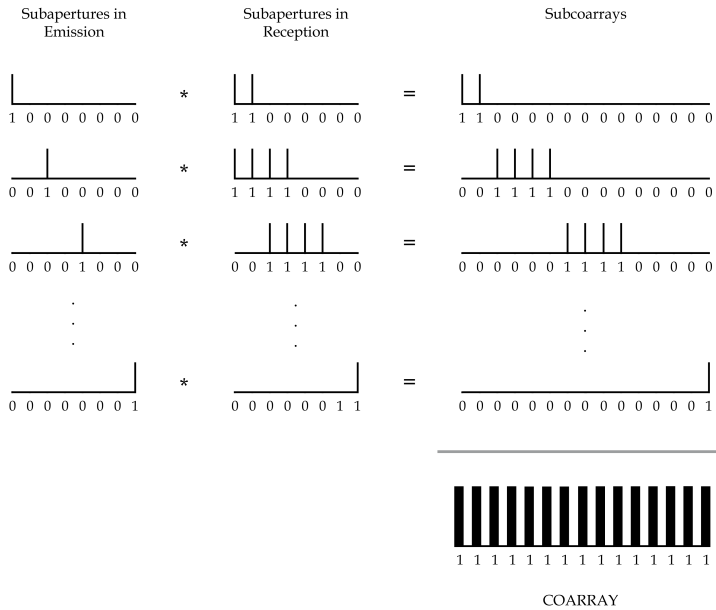 Subapertures in
Emission
Subapertures in
Reception
Subcoarrays
* =
1 0 0 0 0 0 0 0 1 1 0 0 0 0 0 0 1 1 0 0 0 0 0 0 0 0 0 0 0 0 0
* =
0 0 1 0 0 0 0 0 1 1 1 1 0 0 0 0 0 0 1 1 1 1 0 0 0 0 0 0 0 0 0
* =
0 0 0 0 1 0 0 0 0 0 1 1 1 1 0 0 0 0 0 0 0 0 1 1 1 1 0 0 0 0 0
* =
0 0 0 0 0 0 0 1 0 0 0 0 0 0 1 1 0 0 0 0 0 0 0 0 0 0 0 0 0 0 1
1 1 1 1 1 1 1 1 1 1 1 1 1 1 1
COARRAY